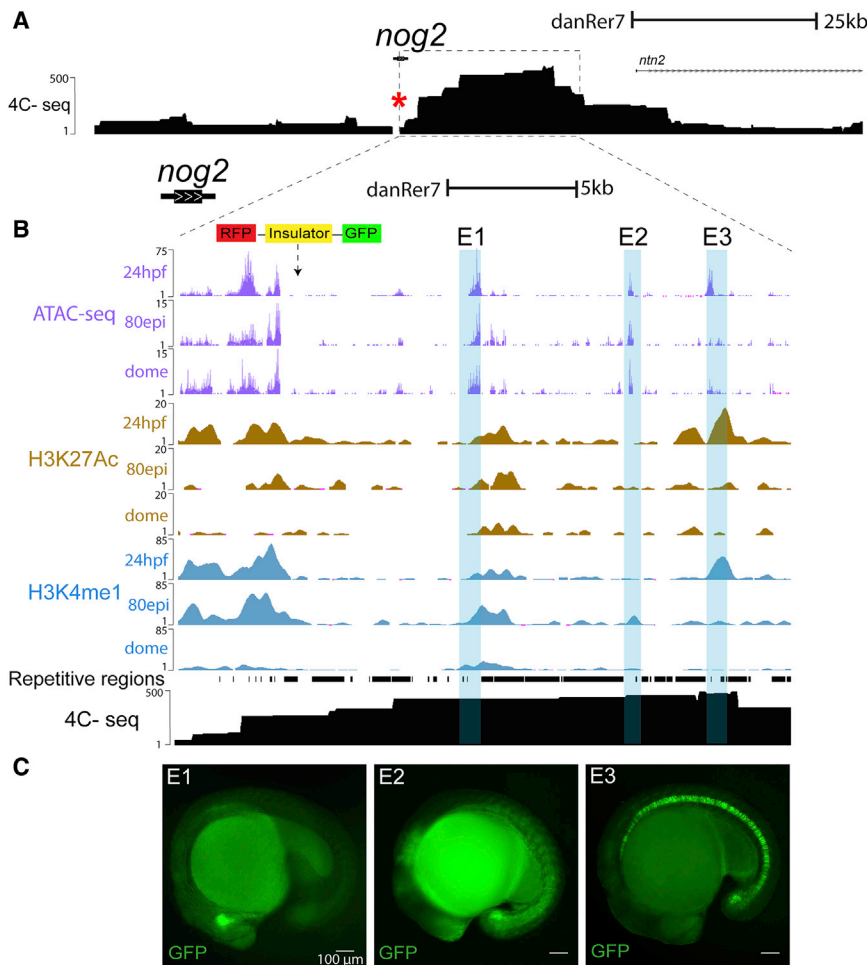 A
nog2
danRer7 25kb
ntn2
4C- seq
500
1
*
nog2
>>>
danRer7 5kb
B
RFP Insulator GFP
E1 E2 E3
ATAC-seq
24hpf
75
1
80epi
15
1
dome
15
1
H3K27Ac
24hpf
20
1
80epi
20
1
dome
20
1
H3K4me1
24hpf
85
1
80epi
85
1
dome
85
1
Repetitive regions
4C- seq
500
1
C
E1
GFP
100 µm
E2
GFP
E3
GFP